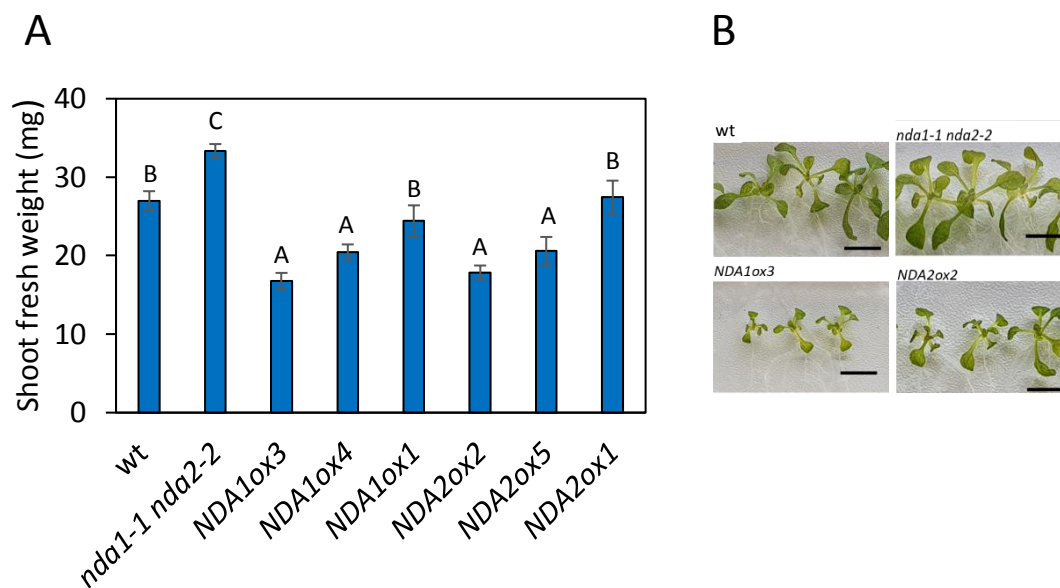 A
Shoot fresh weight (mg)
40
30
20
10
0
B
C
A
A
B
A
A
B
wt
nda1-1 nda2-2
NDA1ox3
NDA1ox4
NDA1ox1
NDA2ox2
NDA2ox5
NDA2ox1
B
wt
nda1-1 nda2-2
NDA1ox3
NDA2ox2